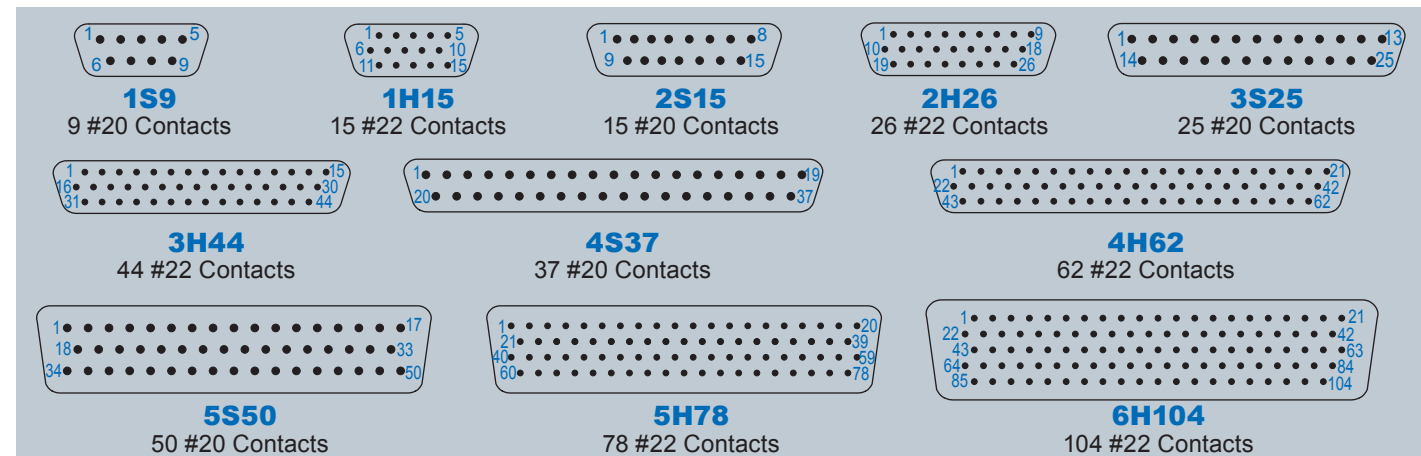 1 5
6 9
1S9
9 #20 Contacts
1 5
6 10
11 15
1H15
15 #22 Contacts
1 8
9 15
2S15
15 #20 Contacts
1 9
10 18
19 26
2H26
26 #22 Contacts
1 13
14 25
3S25
25 #20 Contacts
1 15
16 30
31 44
3H44
44 #22 Contacts
1 19
20 37
4S37
37 #20 Contacts
1 21
22 42
43 62
4H62
62 #22 Contacts
1 17
18 33
34 50
5S50
50 #20 Contacts
1 20
21 39
40 59
60 78
5H78
78 #22 Contacts
1 21
22 42
43 63
64 84
85 104
6H104
104 #22 Contacts